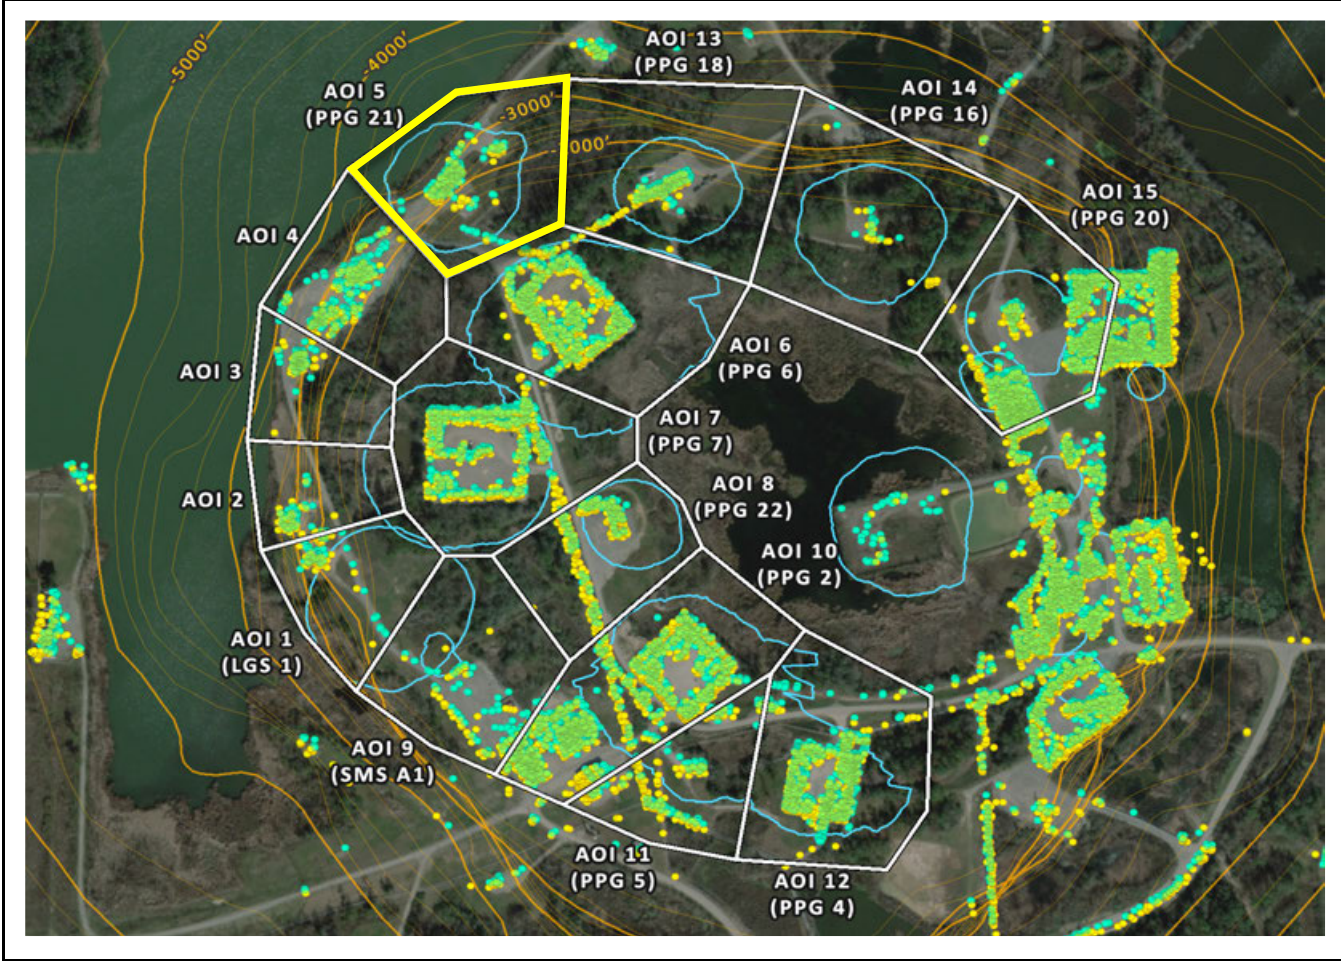 -5000'
-4000'
AOI 5
(PPG 21)
AOI 13
(PPG 18)
AOI 14
(PPG 16)
-3000'
000'
AOI 15
(PPG 20)
AOI 4
AOI 3
AOI 6
(PPG 6)
AOI 7
(PPG 7)
AOI 2
AOI 8
(PPG 22)
AOI 10
(PPG 2)
AOI 1
(LGS 1)
AOI 9
(SMS A1)
AOI 11
(PPG 5)
AOI 12
(PPG 4)